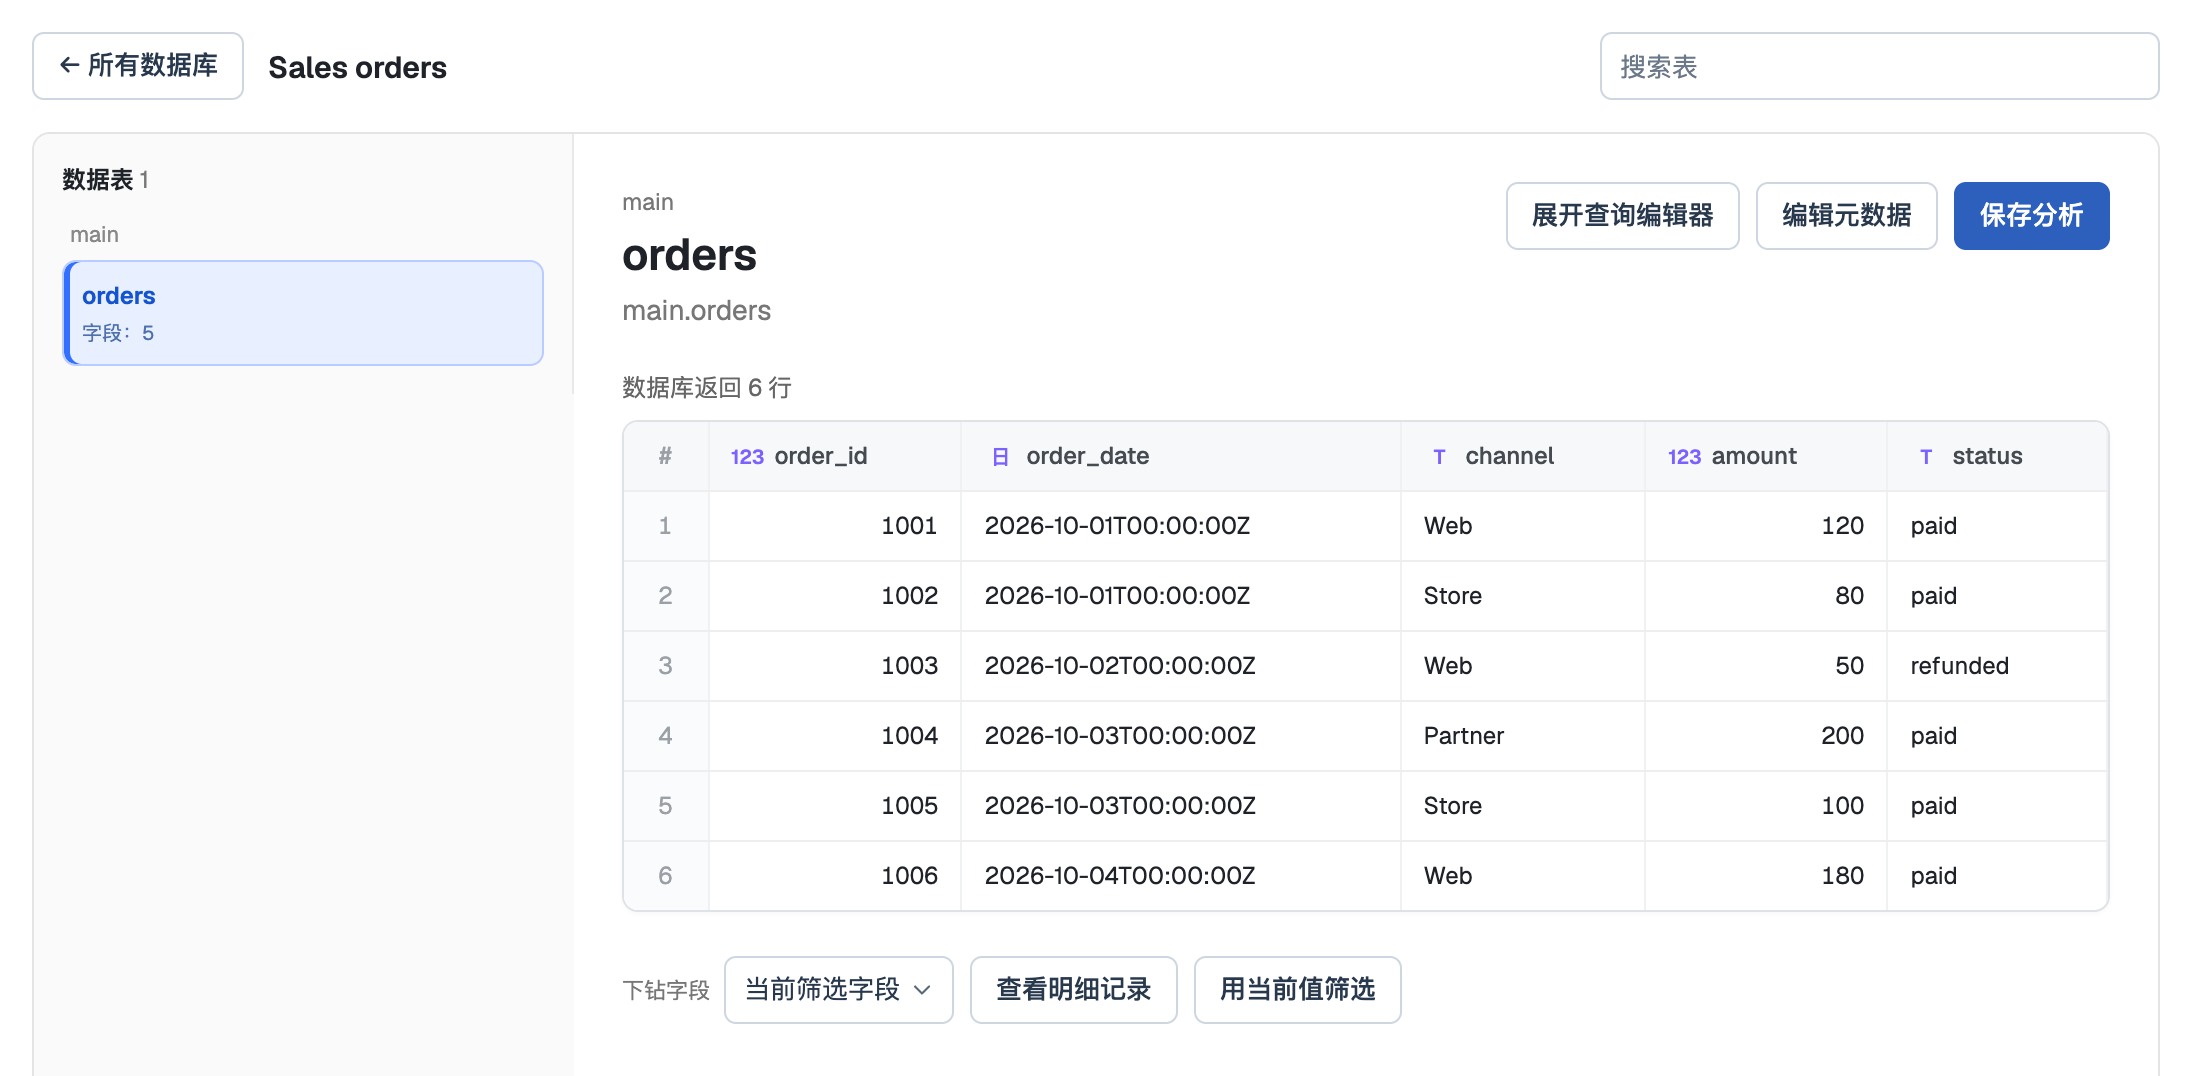 ← 所有数据库
Sales orders
搜索表
数据表 1
main
orders
字段：5
main
orders
main.orders
展开查询编辑器
编辑元数据
保存分析
数据库返回 6 行
# 123 order_id 日 order_date T channel 123 amount T status
1 1001 2026-10-01T00:00:00Z Web 120 paid
2 1002 2026-10-01T00:00:00Z Store 80 paid
3 1003 2026-10-02T00:00:00Z Web 50 refunded
4 1004 2026-10-03T00:00:00Z Partner 200 paid
5 1005 2026-10-03T00:00:00Z Store 100 paid
6 1006 2026-10-04T00:00:00Z Web 180 paid
下钻字段 当前筛选字段 查看明细记录 用当前值筛选